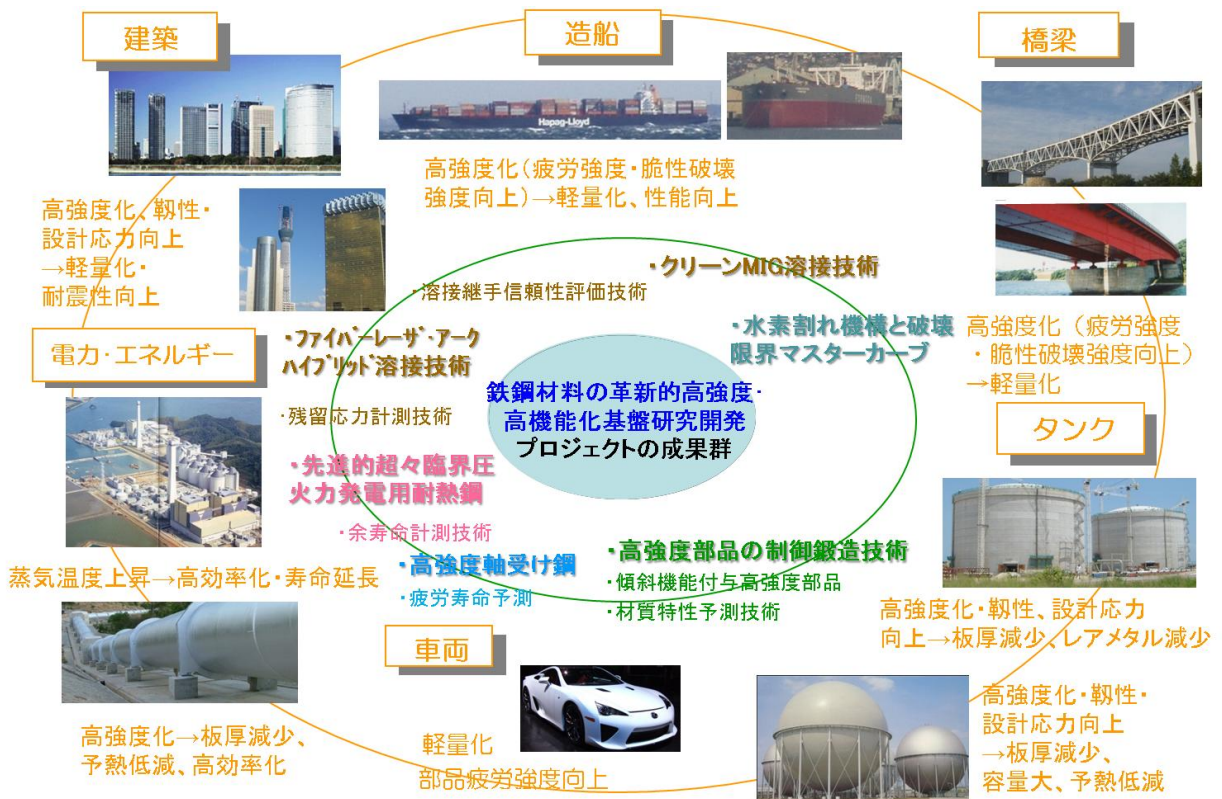 建築
造船
橋梁
Hapag-Lloyd
高強度化(疲労強度・脆性破壊
強度向上)→軽量化、性能向上
高強度化、靱性・
設計応力向上
→軽量化・
耐震性向上
・クリーンMIG溶接技術
・溶接継手信頼性評価技術
・水素割れ機構と破壊
限界マスターカーブ
高強度化(疲労強度
・脆性破壊強度向上)
→軽量化
電力・エネルギー
・ファイバーレーザ・アーク
ハイブリッド溶接技術
鉄鋼材料の革新的高強度・
高機能化基盤研究開発
プロジェクトの成果群
・残留応力計測技術
タンク
・先進的超々臨界圧
火力発電用耐熱鋼
・余寿命計測技術
・高強度軸受け鋼
・疲労寿命予測
・高強度部品の制御鍛造技術
・傾斜機能付与高強度部品
・材質特性予測技術
蒸気温度上昇→高効率化・寿命延長
高強度化・靱性、設計応力
向上→板厚減少、レアメタル減少
車両
高強度化→板厚減少、
予熱低減、高効率化
軽量化
部品疲労強度向上
高強度化・靱性・
設計応力向上
→板厚減少、
容量大、予熱低減